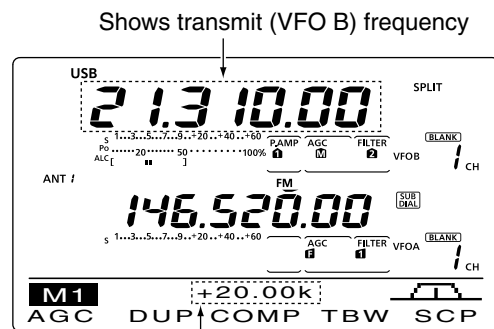 Shows transmit (VFO B) frequency
USB
21.310.00 SPLIT
S 1...3...5...7...9...+20...+40...+60 P.AMP AGC FILTER BLANK
Po ......20......50............100% 1 M 2 VFOB 1 CH
ALC [ ]
ANT 1
FM
146.520.00 SUB DIAL
S 1...3...5...7...9...+20...+40...+60 AGC FILTER BLANK
F 1 VFOA 1 CH
M1 +20.00k
AGC DUP COMP TBW SCP